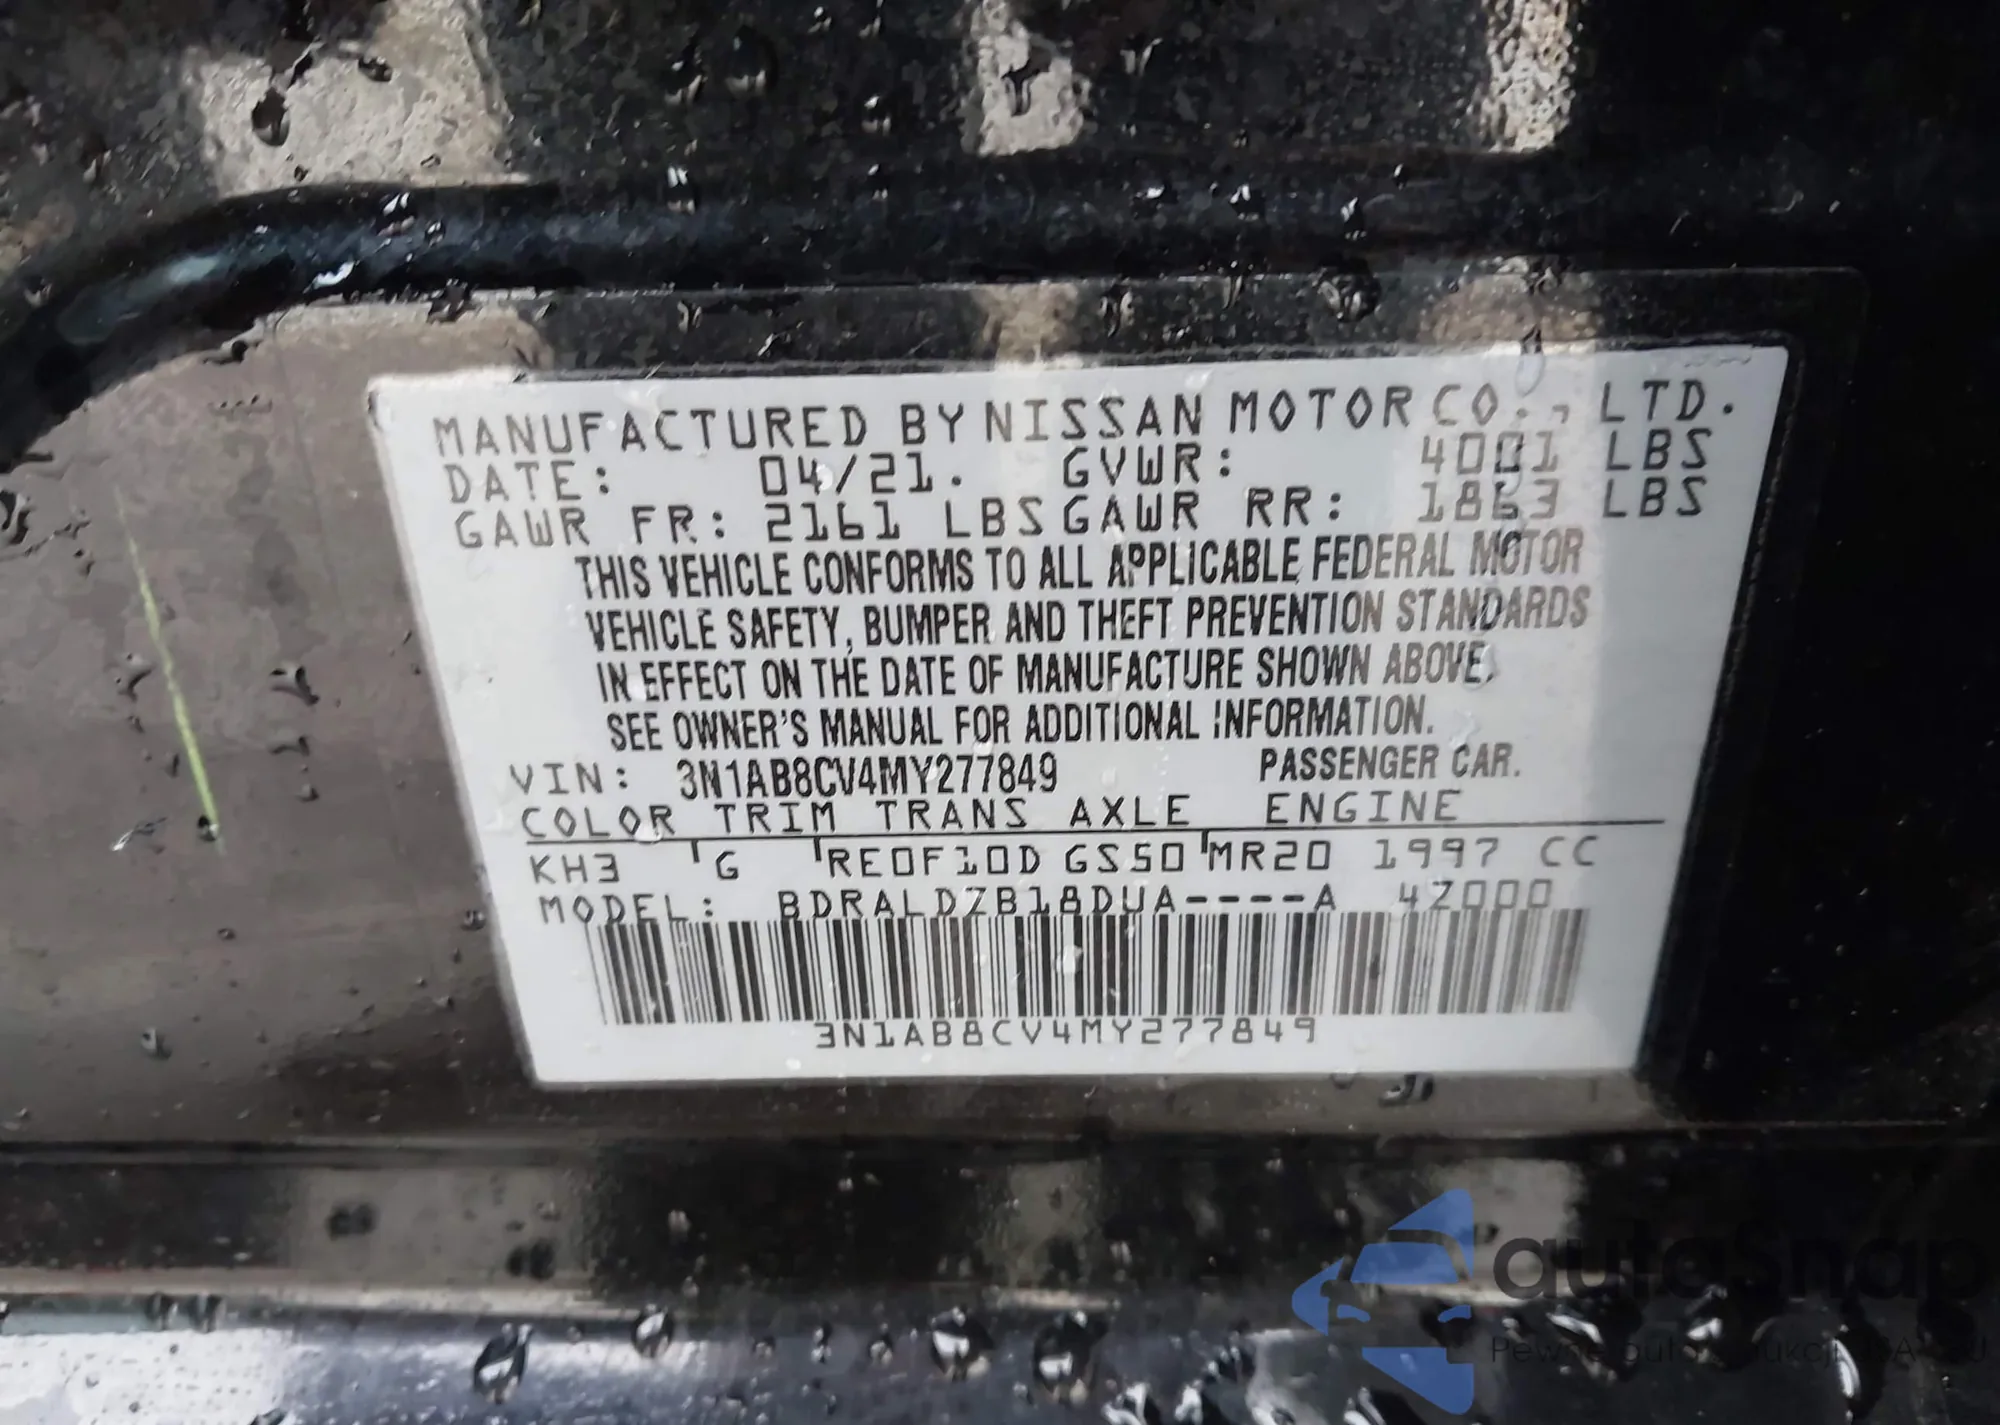 MANUFACTURED BY NISSAN MOTOR CO., LTD.
DATE: 04/21. GVWR: 4001 LBS
GAWR FR: 2161 LBS GAWR RR: 1863 LBS
THIS VEHICLE CONFORMS TO ALL APPLICABLE FEDERAL MOTOR
VEHICLE SAFETY, BUMPER AND THEFT PREVENTION STANDARDS
IN EFFECT ON THE DATE OF MANUFACTURE SHOWN ABOVE.
SEE OWNER'S MANUAL FOR ADDITIONAL INFORMATION.
VIN: 3N1AB8CV4MY277849 PASSENGER CAR.
COLOR TRIM TRANS AXLE ENGINE
KH3 G RE0F10D GS50 MR20 1997 CC
MODEL: BDRALDZB18DUA----A 4Z000
3N1AB8CV4MY277849
autosnap